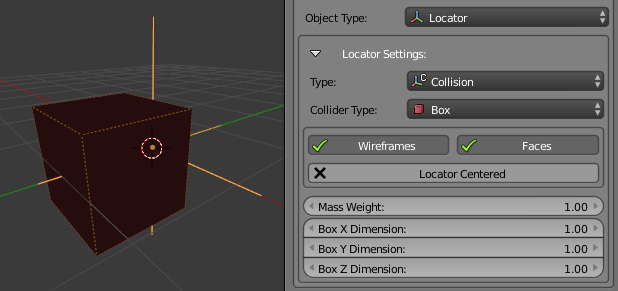 Object Type: Locator
Locator Settings:
Type: C Collision
Collider Type: Box
Wireframes Faces
Locator Centered
Mass Weight: 1.00
Box X Dimension: 1.00
Box Y Dimension: 1.00
Box Z Dimension: 1.00